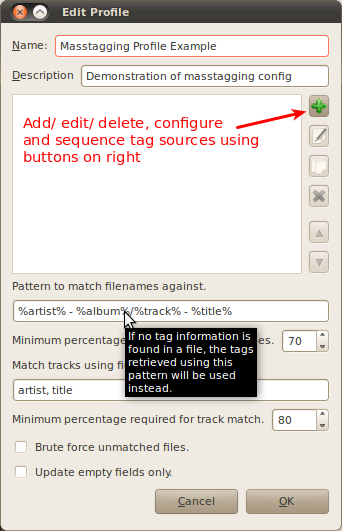 Edit Profile
Name: Masstagging Profile Example
Description Demonstration of masstagging config
Add/ edit/ delete, configure
and sequence tag sources using
buttons on right
Pattern to match filenames against.
%artist% - %album%/%track% - %title%
Minimum percentage es. 70
If no tag information is
found in a file, the tags
retrieved using this
pattern will be used
instead.
Match tracks using fi
artist, title
Minimum percentage required for track match. 80
Brute force unmatched files.
Update empty fields only.
Cancel OK